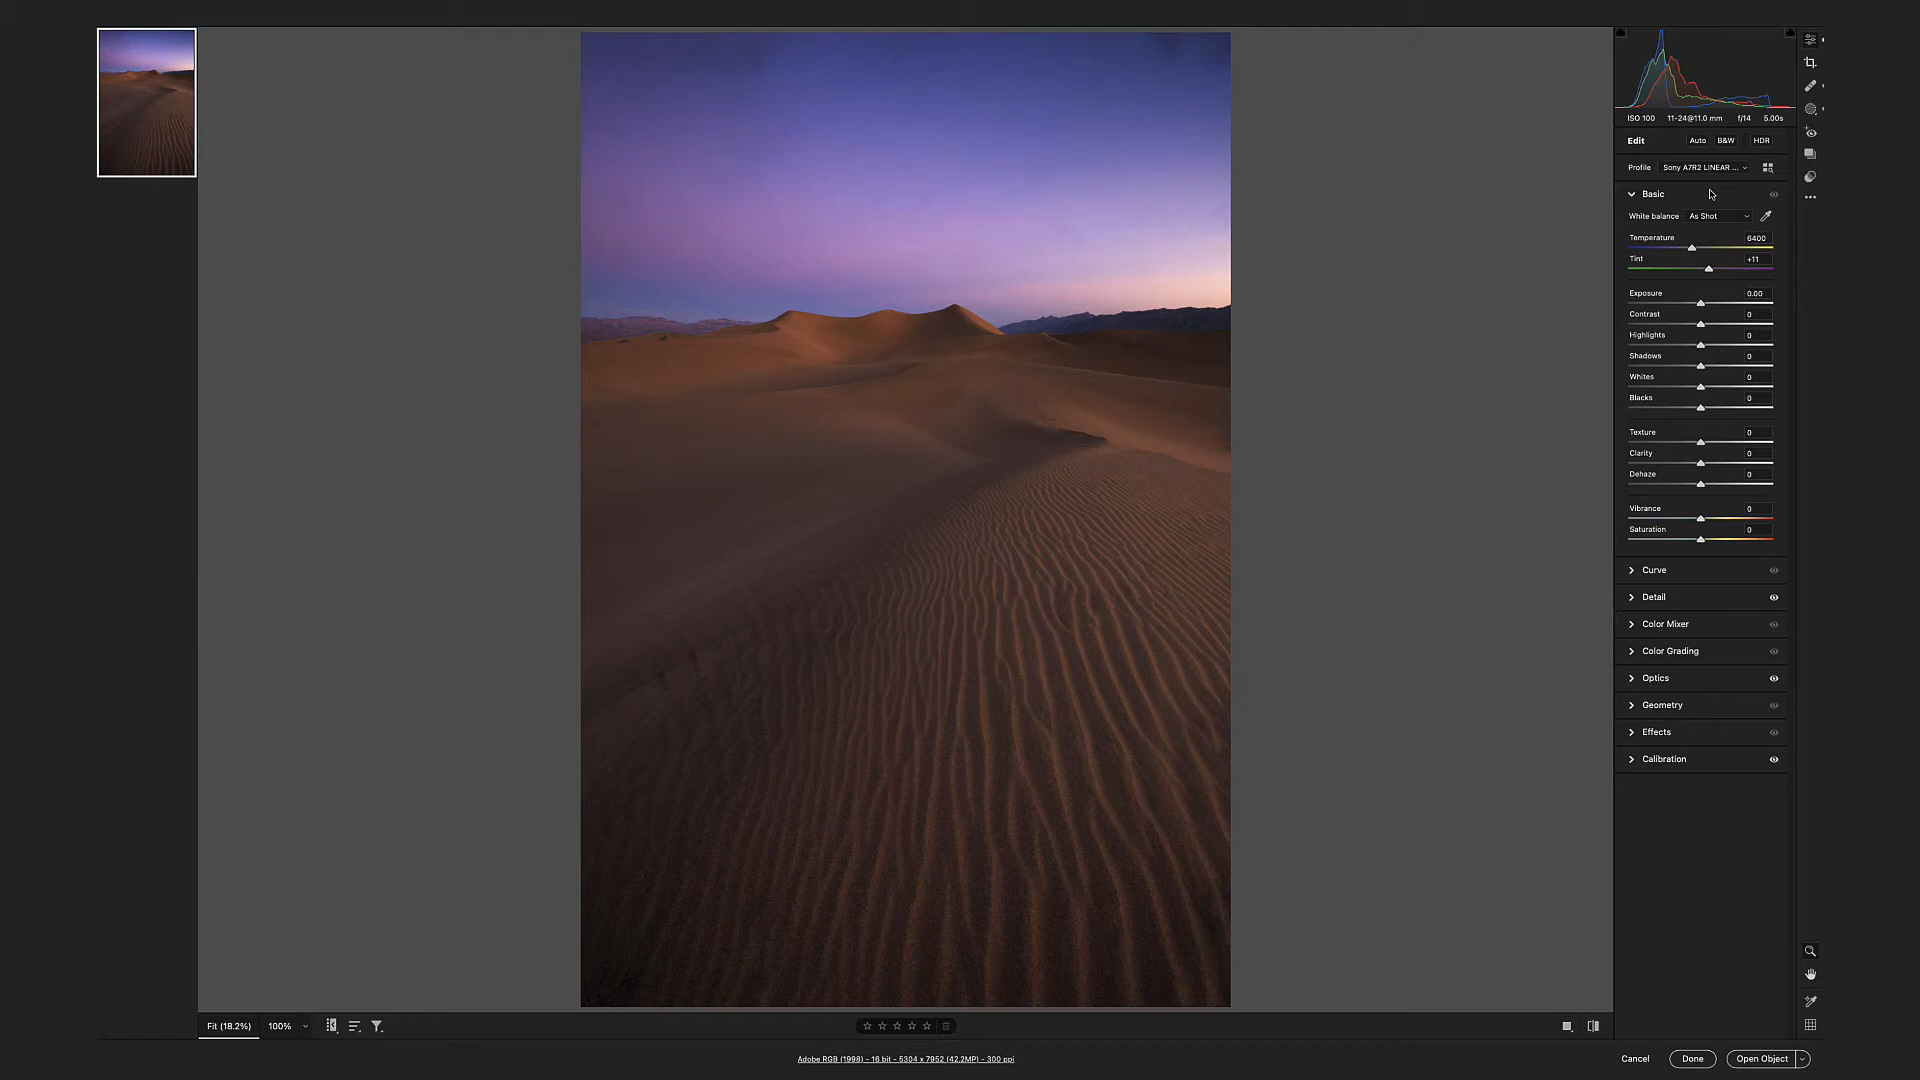 ISO 100 11-24@11.0 mm f/14 5.00s
Edit Auto B&W HDR
Profile Sony A7R2 LINEAR ...
Basic
White balance As Shot
Temperature 6400
Tint +11
Exposure 0.00
Contrast 0
Highlights 0
Shadows 0
Whites 0
Blacks 0
Texture 0
Clarity 0
Dehaze 0
Vibrance 0
Saturation 0
Curve
Detail
Color Mixer
Color Grading
Optics
Geometry
Effects
Calibration
Fit (18.2%) 100%
Adobe RGB (1998) - 16 bit - 5304 x 7952 (42.2MP) - 300 ppi
Cancel Done Open Object